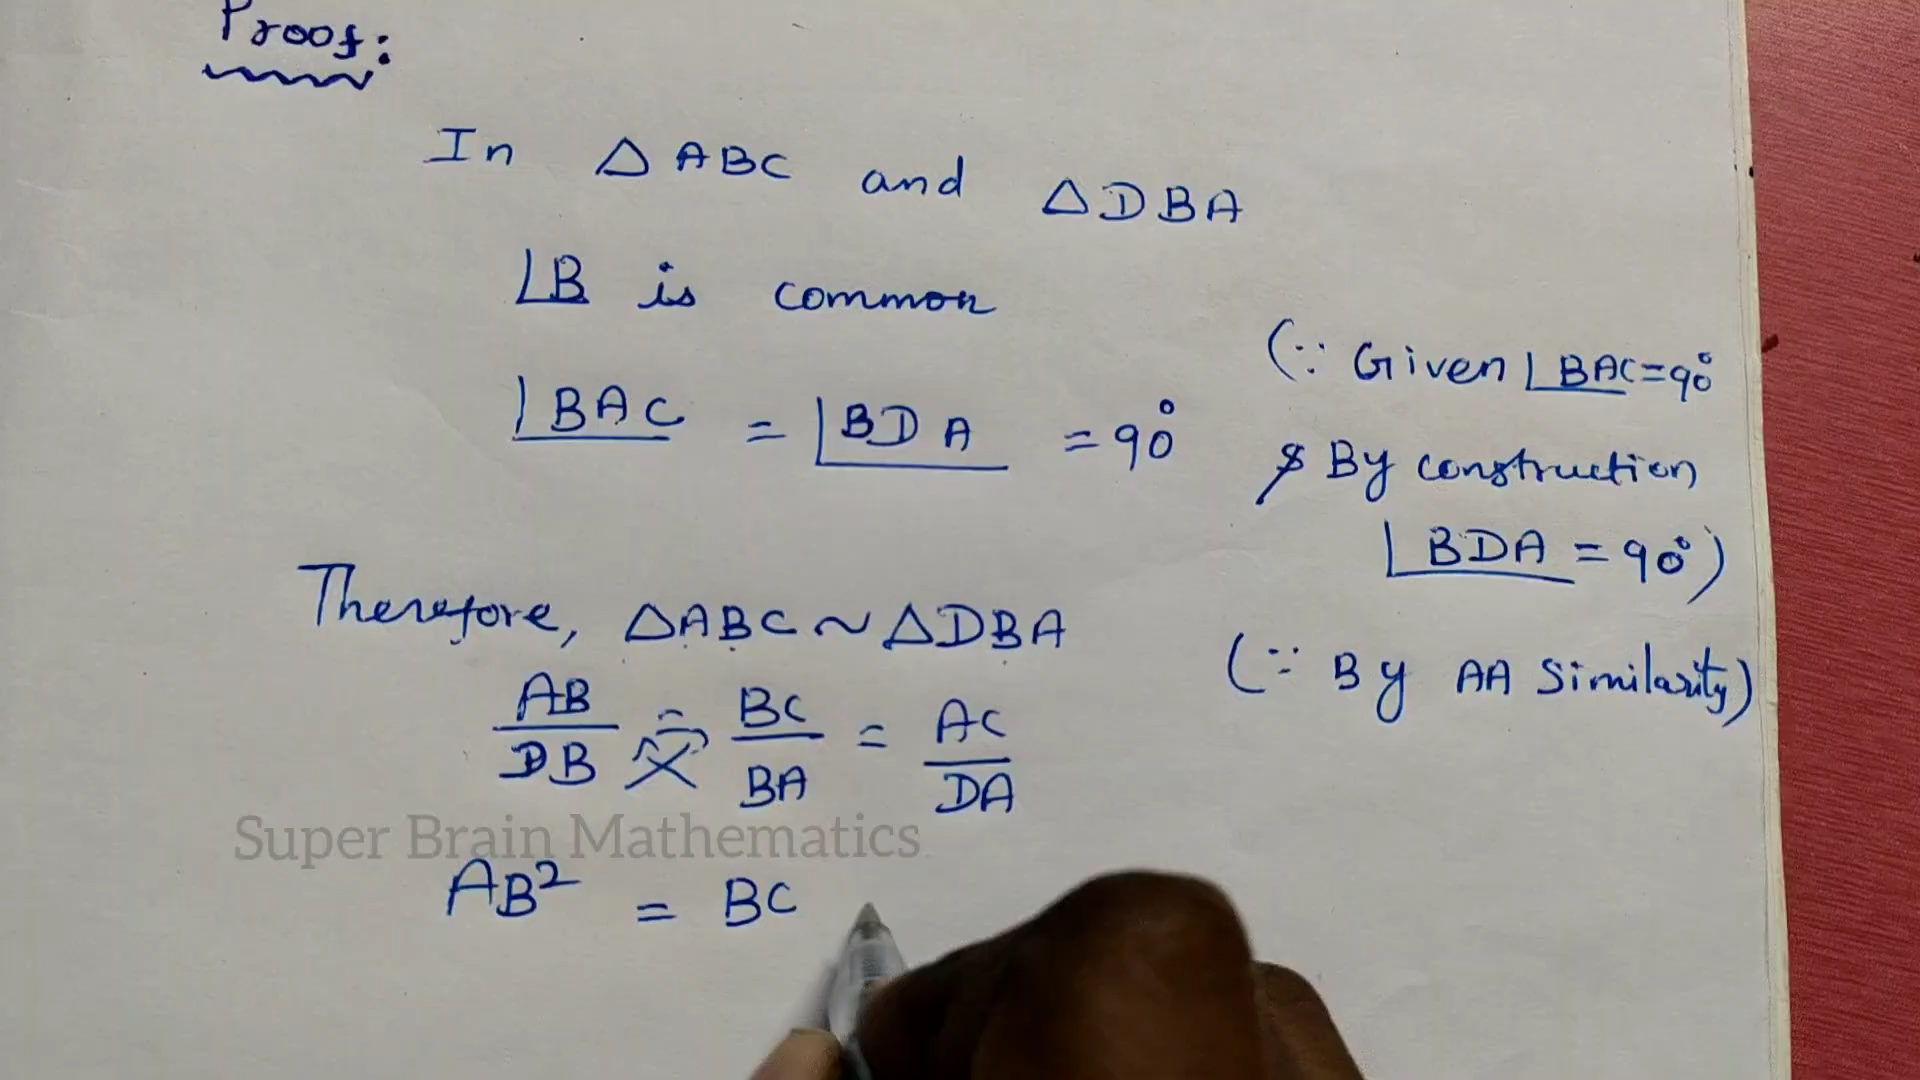 Proof:
In △ABC and △DBA
∠B is common
∠BAC = ∠BDA = 90°
(∵ Given ∠BAC=90°
& By construction
∠BDA = 90°)
Therefore, △ABC ~ △DBA
(∵ By AA Similarity)
AB/DB = BC/BA = AC/DA
Super Brain Mathematics
AB² = BC